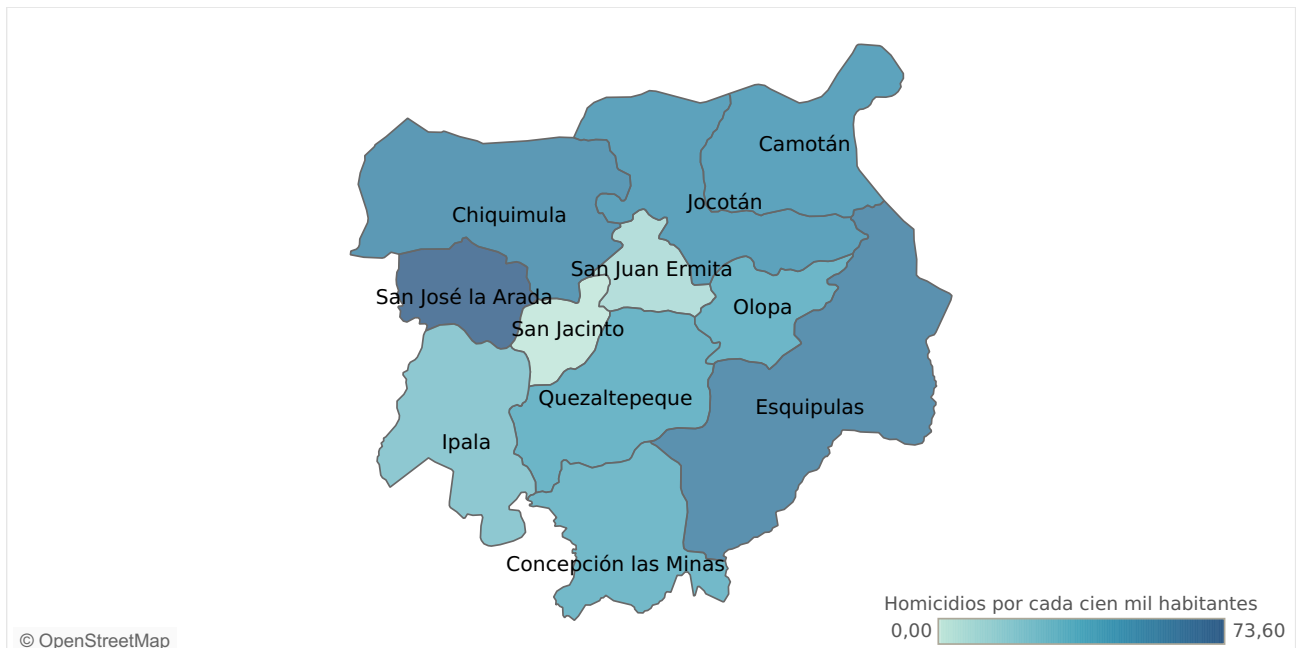 Camotán
Jocotán
Chiquimula
San Juan Ermita
San José la Arada
Olopa
San Jacinto
Quezaltepeque
Esquipulas
Ipala
Concepción las Minas
Homicidios por cada cien mil habitantes
0,00 73,60
© OpenStreetMap